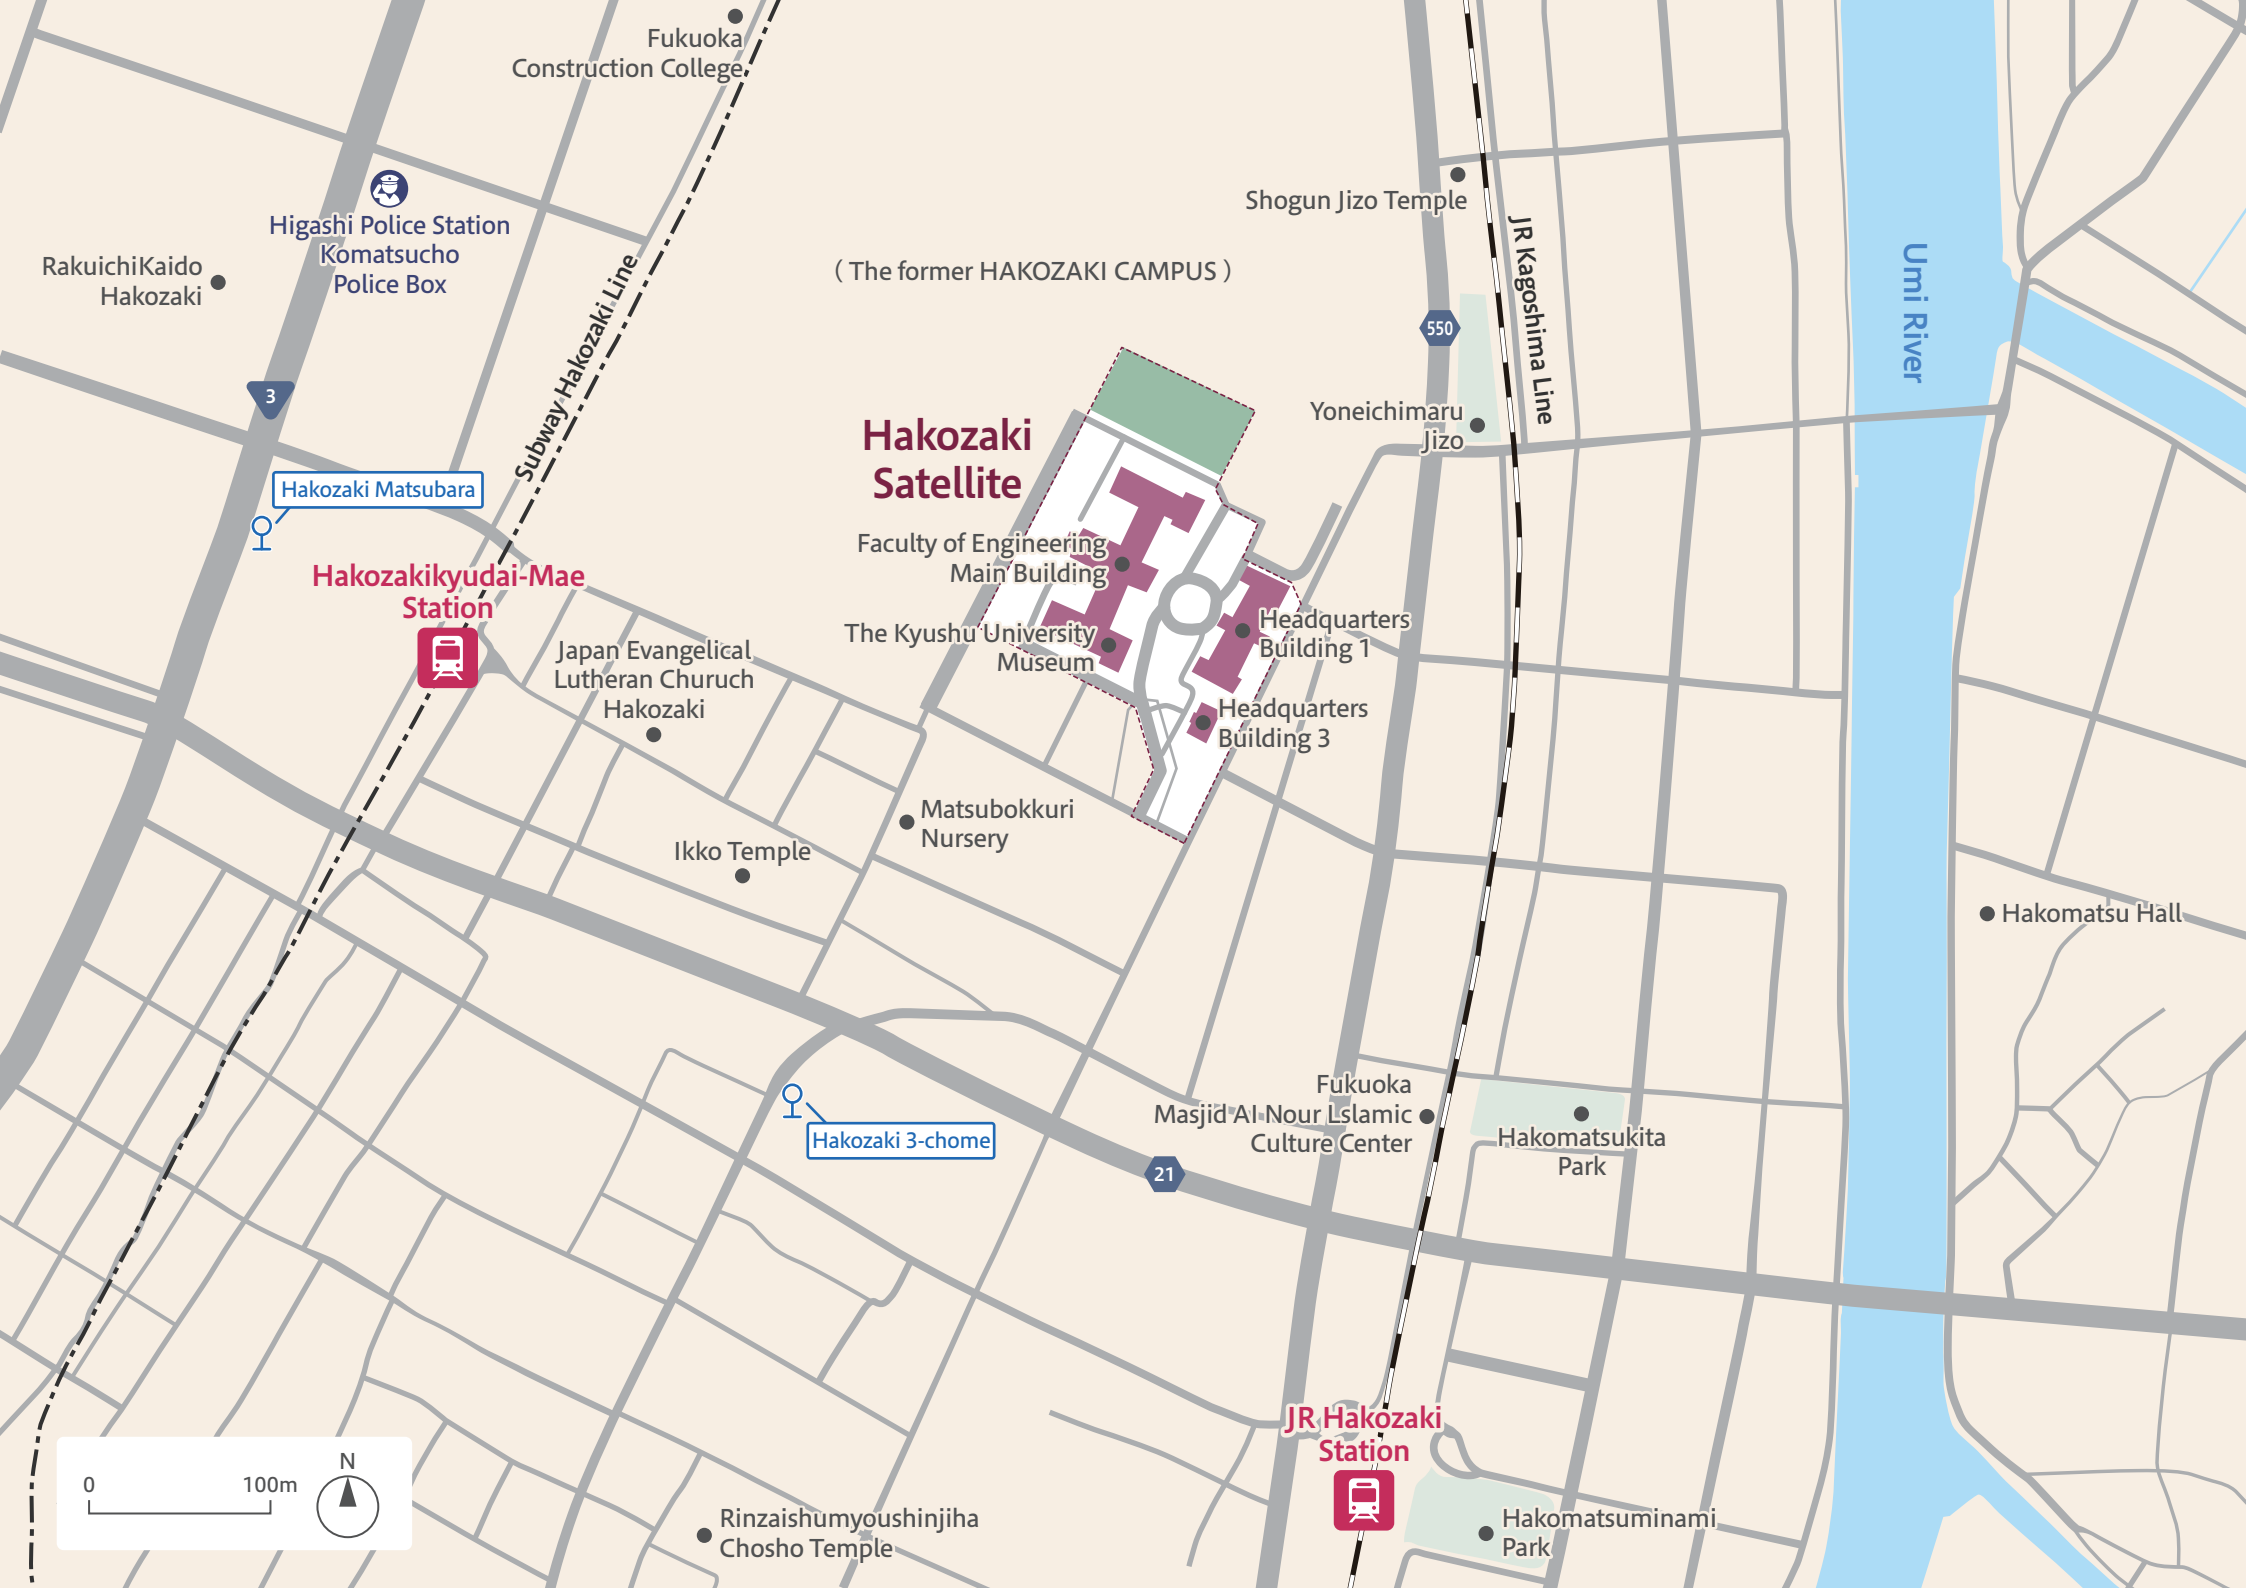 Fukuoka
Construction College
Higashi Police Station
Komatsucho
Police Box
RakuichiKaido
Hakozaki
Subway Hakozaki Line
3
Hakozaki Matsubara
Hakozakikyudai-Mae
Station
Japan Evangelical
Lutheran Churuch
Hakozaki
Ikko Temple
Matsubokkuri
Nursery
( The former HAKOZAKI CAMPUS )
Hakozaki
Satellite
Faculty of Engineering
Main Building
The Kyushu University
Museum
Headquarters
Building 1
Headquarters
Building 3
Shogun Jizo Temple
JR Kagoshima Line
550
Yoneichimaru
Jizo
Umi River
Hakomatsu Hall
Fukuoka
Masjid Al Nour Lslamic
Culture Center
Hakomatsukita
Park
Hakozaki 3-chome
21
JR Hakozaki
Station
Hakomatsuminami
Park
Rinzaishumyoushinjiha
Chosho Temple
0
100m
N